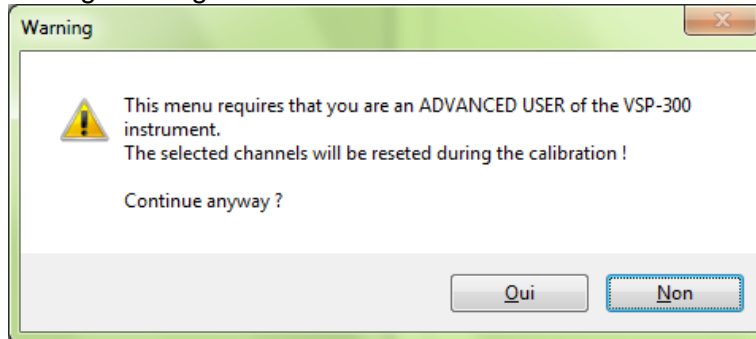 Warning
This menu requires that you are an ADVANCED USER of the VSP-300
instrument.
The selected channels will be reseted during the calibration !
Continue anyway ?
Oui
Non